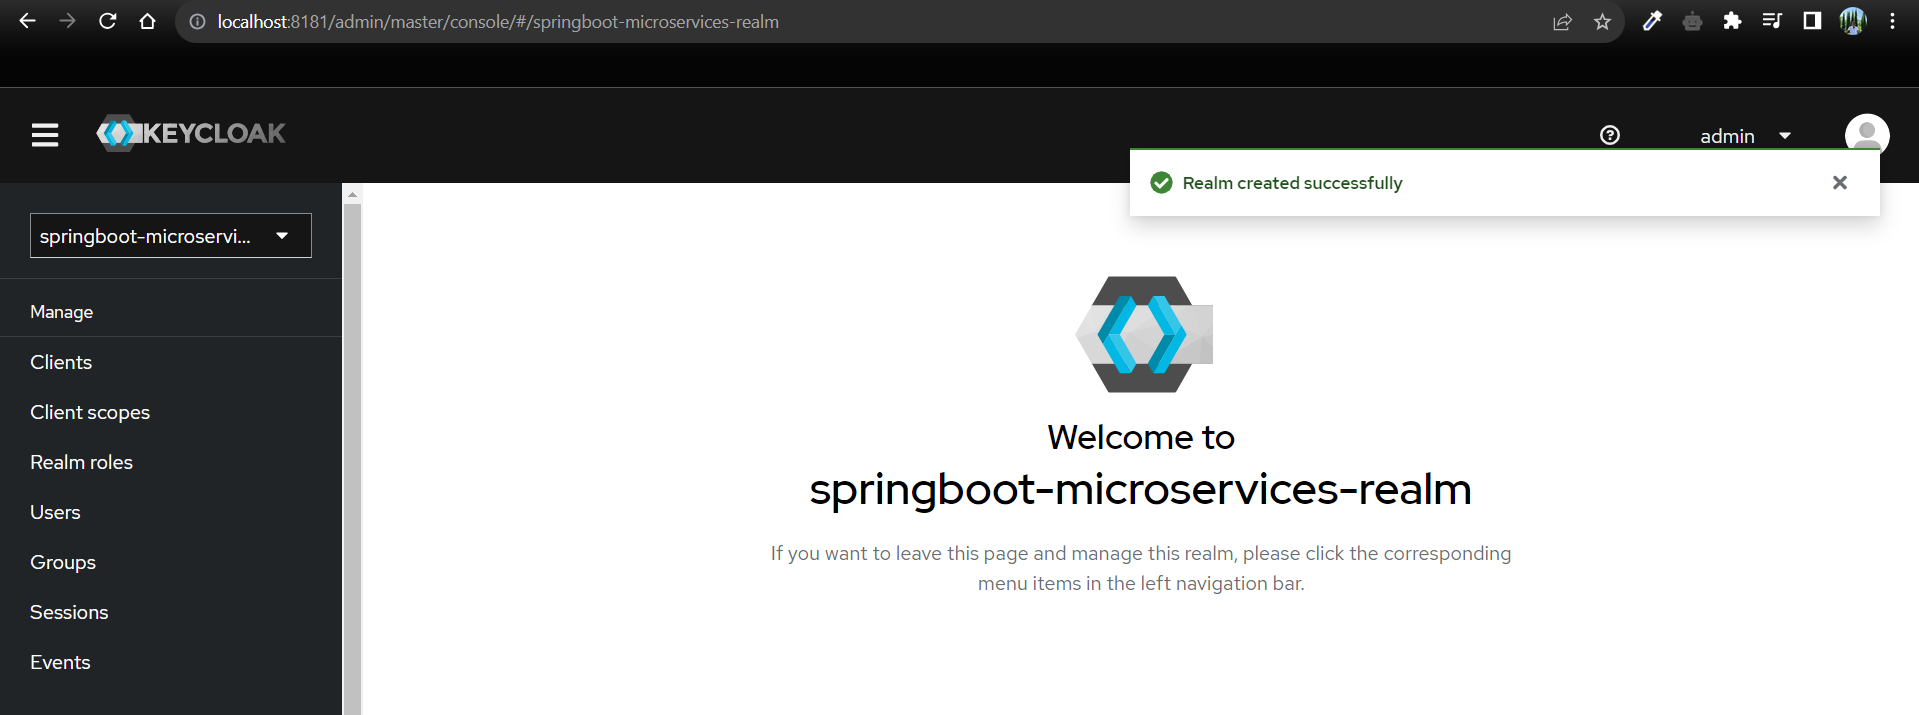 localhost:8181/admin/master/console/#/springboot-microservices-realm
KEYCLOAK
admin
Realm created successfully
springboot-microservi...
Manage
Clients
Client scopes
Realm roles
Users
Groups
Sessions
Events
Welcome to
springboot-microservices-realm
If you want to leave this page and manage this realm, please click the corresponding
menu items in the left navigation bar.